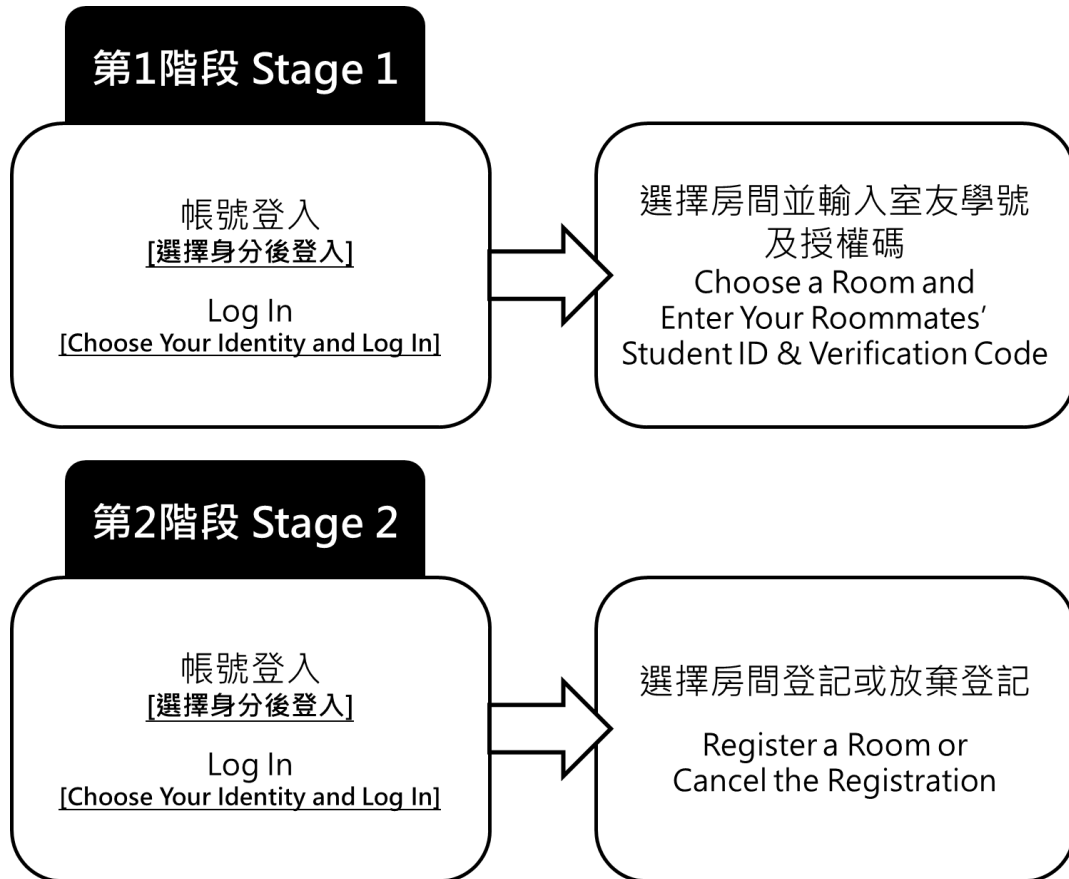 第1階段 Stage 1
帳號登入
[選擇身分後登入]
Log In
[Choose Your Identity and Log In]
選擇房間並輸入室友學號
及授權碼
Choose a Room and
Enter Your Roommates’
Student ID & Verification Code
第2階段 Stage 2
帳號登入
[選擇身分後登入]
Log In
[Choose Your Identity and Log In]
選擇房間登記或放棄登記
Register a Room or
Cancel the Registration